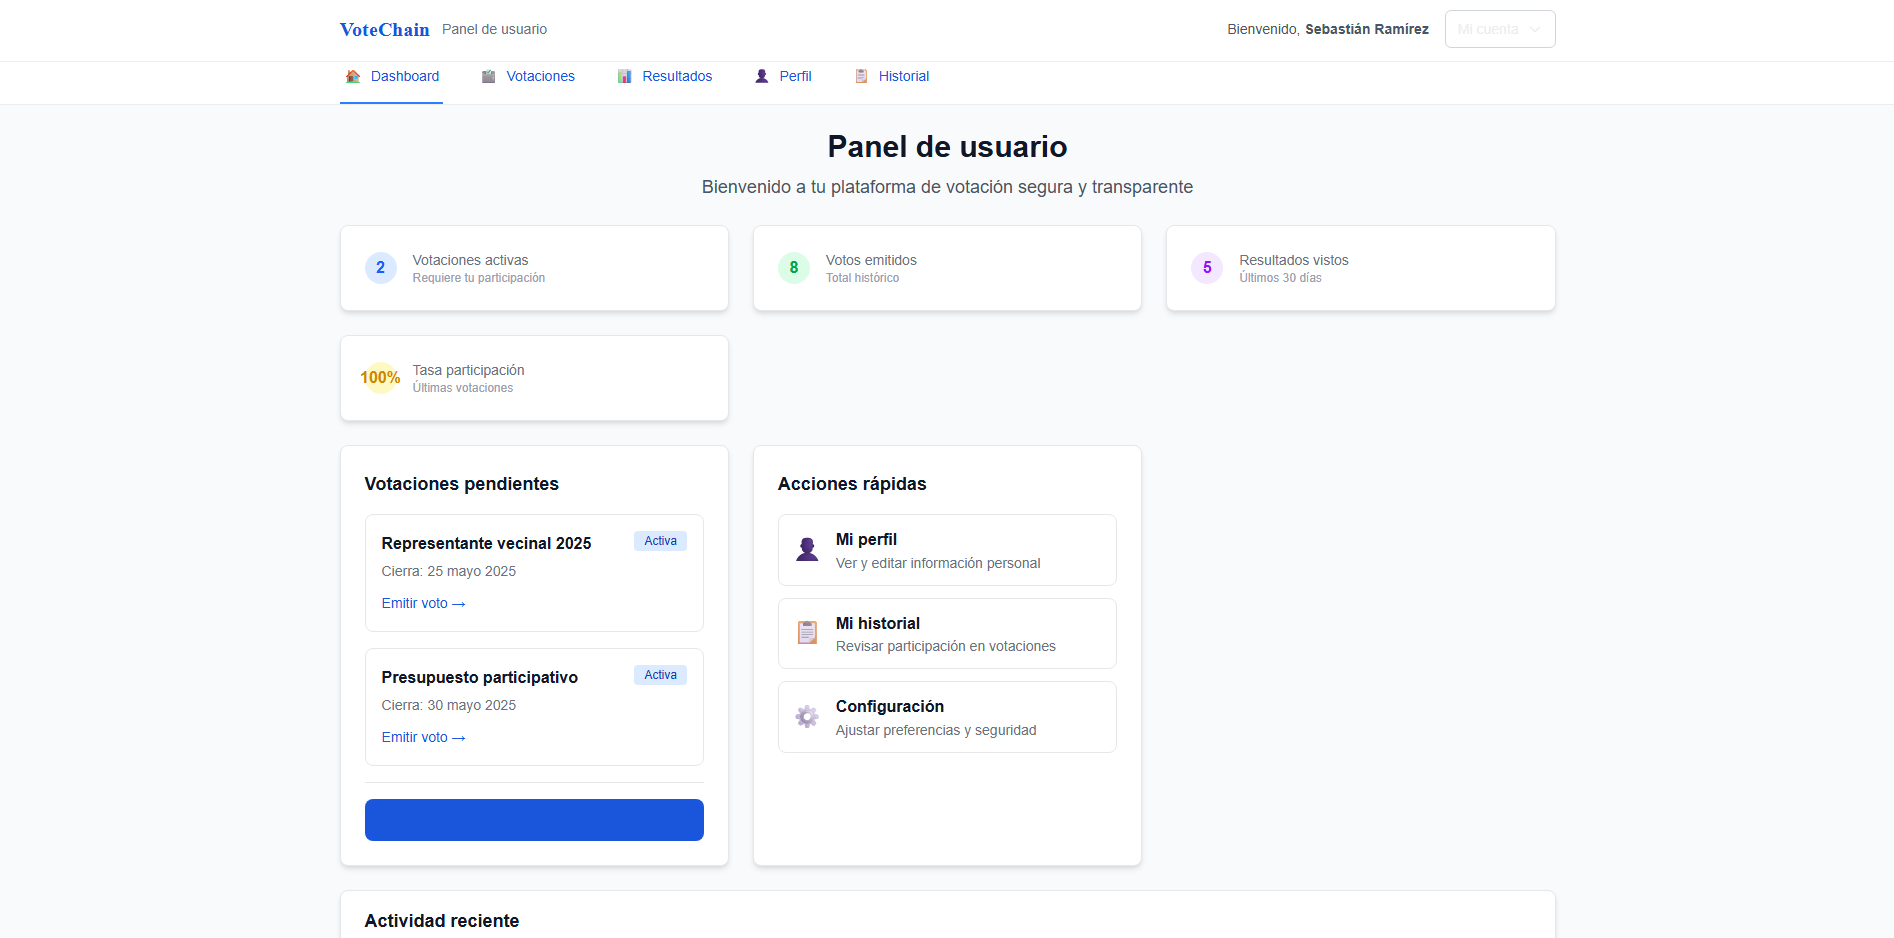 VoteChain Panel de usuario
Bienvenido, Sebastián Ramírez
Mi cuenta
Dashboard
Votaciones
Resultados
Perfil
Historial
Panel de usuario
Bienvenido a tu plataforma de votación segura y transparente
2
Votaciones activas
Requiere tu participación
8
Votos emitidos
Total histórico
5
Resultados vistos
Últimos 30 días
100%
Tasa participación
Últimas votaciones
Votaciones pendientes
Representante vecinal 2025
Activa
Cierra: 25 mayo 2025
Emitir voto →
Presupuesto participativo
Activa
Cierra: 30 mayo 2025
Emitir voto →
Acciones rápidas
Mi perfil
Ver y editar información personal
Mi historial
Revisar participación en votaciones
Configuración
Ajustar preferencias y seguridad
Actividad reciente